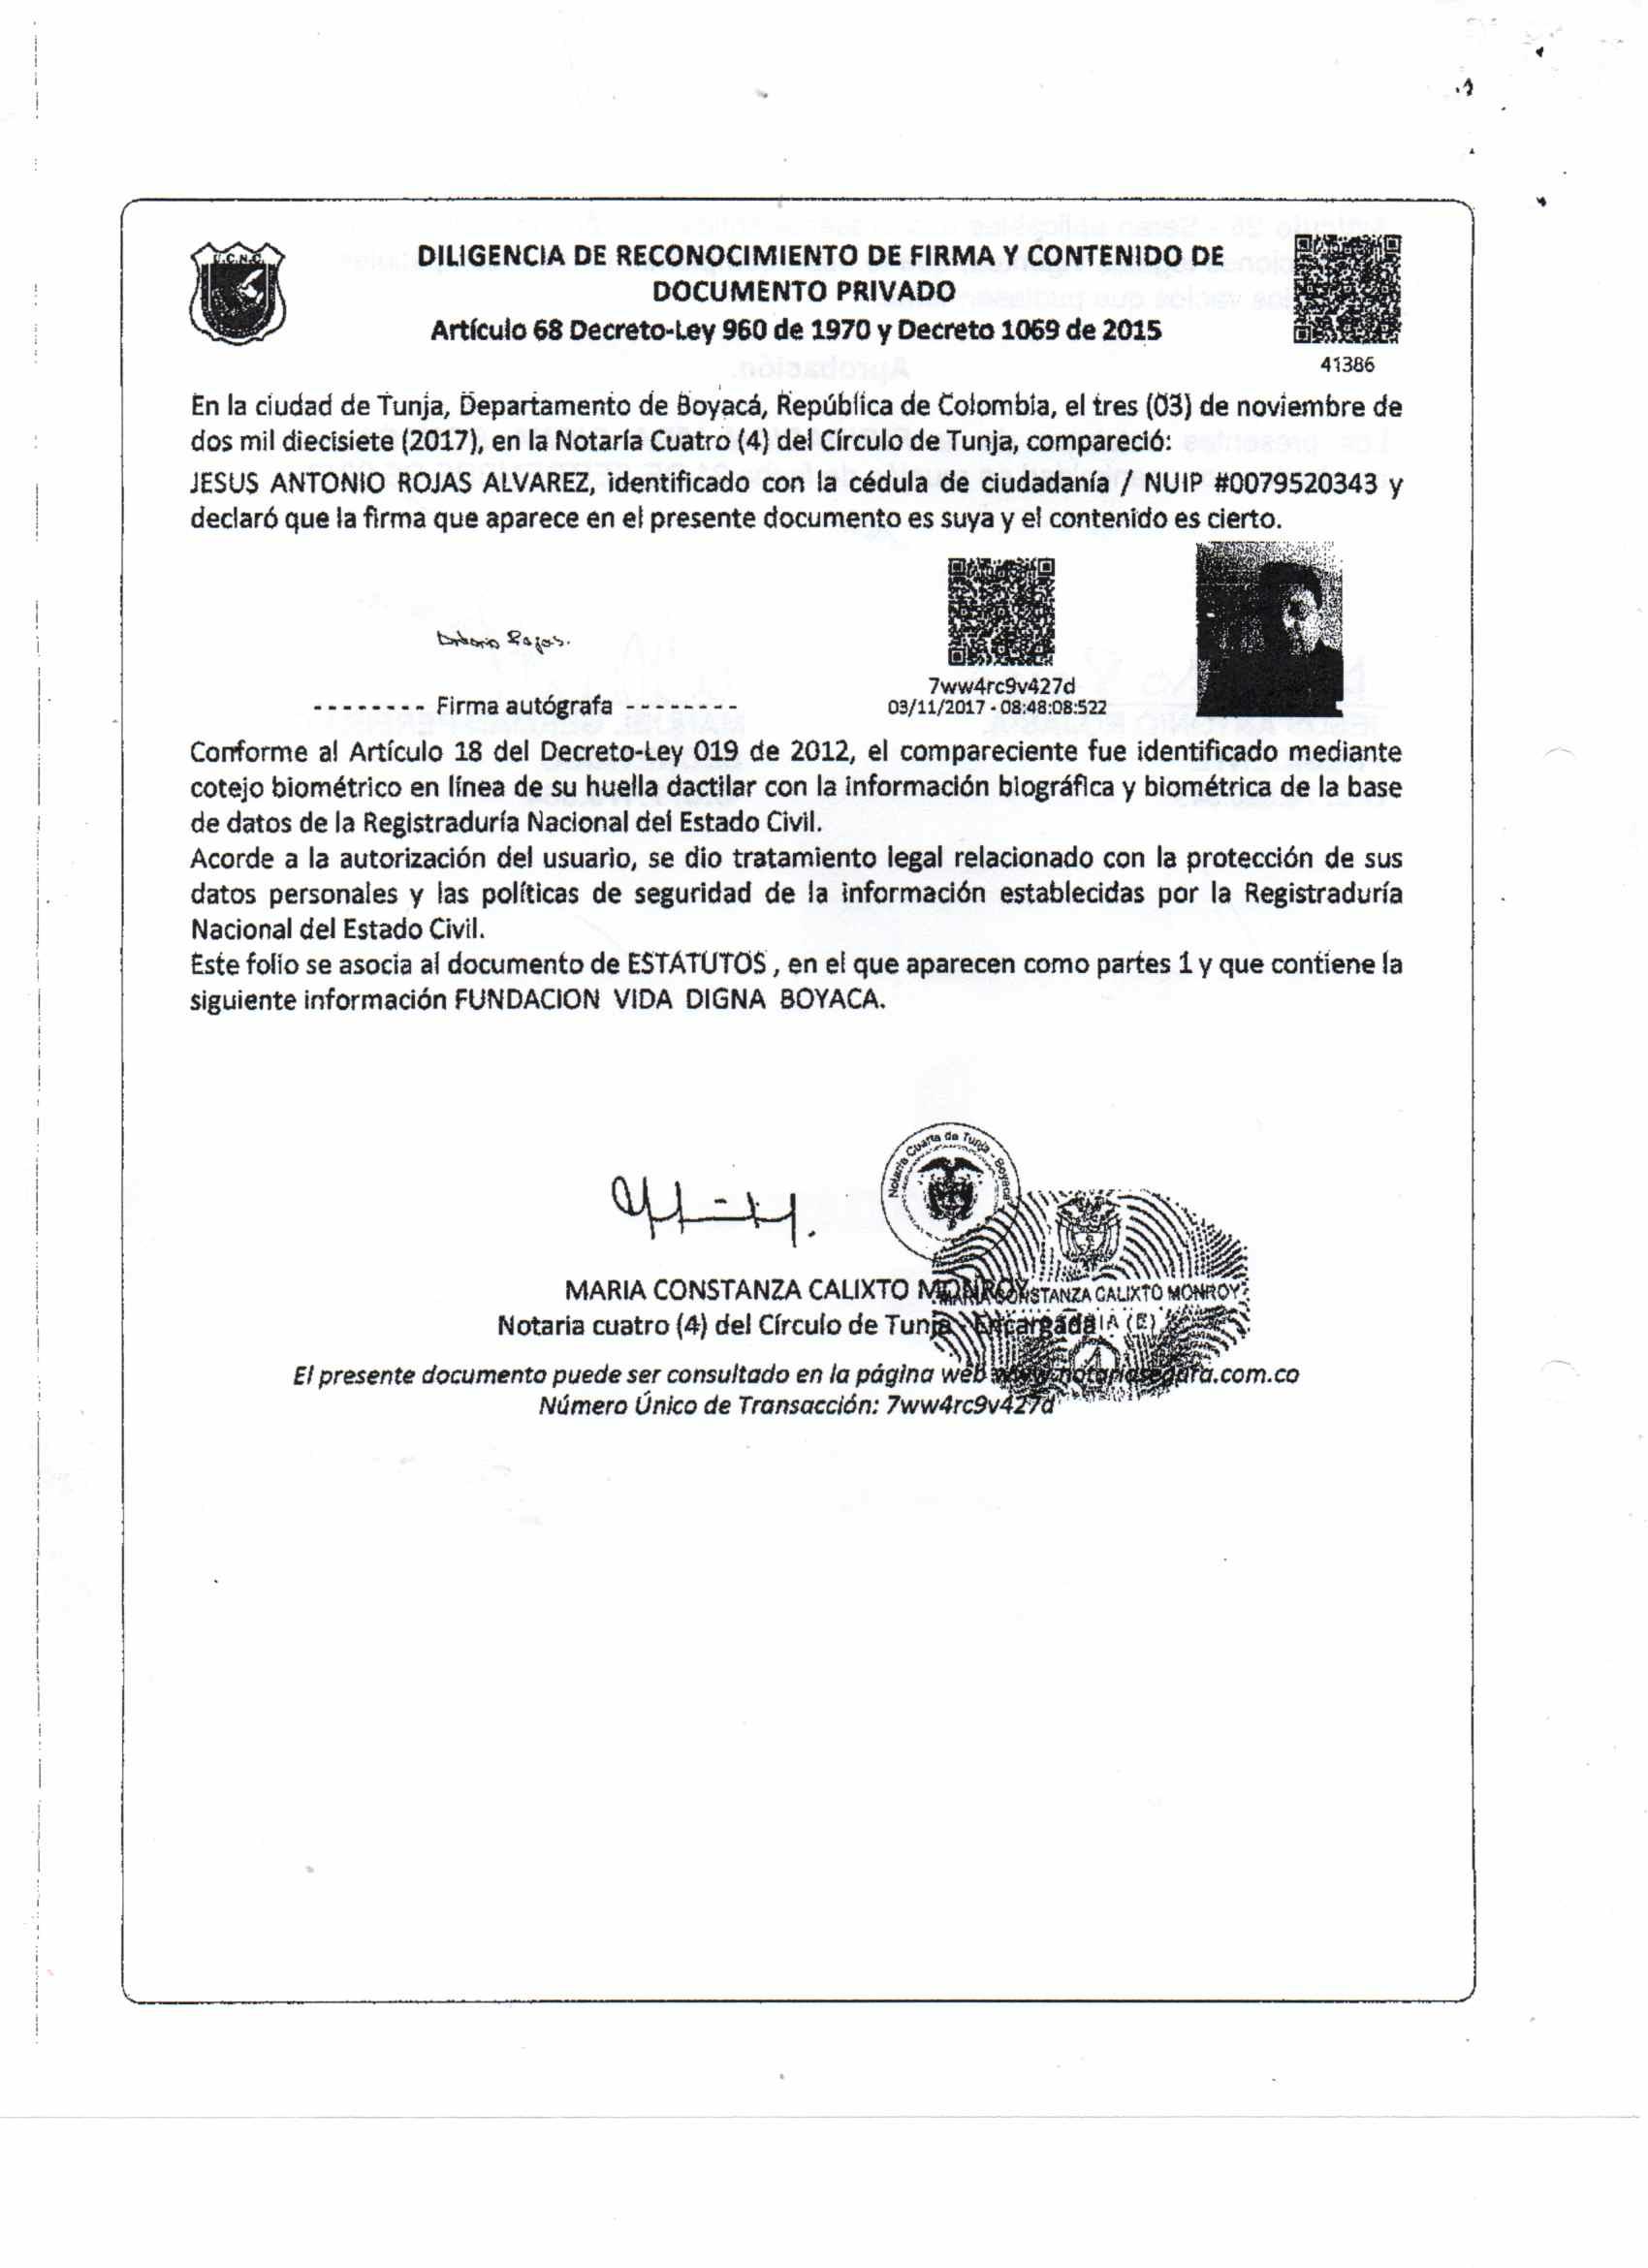 U.C.N.C.
DILIGENCIA DE RECONOCIMIENTO DE FIRMA Y CONTENIDO DE
DOCUMENTO PRIVADO
Artículo 68 Decreto-Ley 960 de 1970 y Decreto 1069 de 2015
41386
En la ciudad de Tunja, Departamento de Boyacá, República de Colombia, el tres (03) de noviembre de
dos mil diecisiete (2017), en la Notaría Cuatro (4) del Círculo de Tunja, compareció:
JESUS ANTONIO ROJAS ALVAREZ, identificado con la cédula de ciudadanía / NUIP #0079520343 y
declaró que la firma que aparece en el presente documento es suya y el contenido es cierto.
Antonio Rojas.
7ww4rc9v427d
-------- Firma autógrafa --------
03/11/2017 - 08:48:08:522
Conforme al Artículo 18 del Decreto-Ley 019 de 2012, el compareciente fue identificado mediante
cotejo biométrico en línea de su huella dactilar con la información biográfica y biométrica de la base
de datos de la Registraduría Nacional del Estado Civil.
Acorde a la autorización del usuario, se dio tratamiento legal relacionado con la protección de sus
datos personales y las políticas de seguridad de la información establecidas por la Registraduría
Nacional del Estado Civil.
Este folio se asocia al documento de ESTATUTOS , en el que aparecen como partes 1 y que contiene la
siguiente información FUNDACION VIDA DIGNA BOYACA.
Notaría Cuarta de Tunja - Boyacá
MARIA CONSTANZA CALIXTO MONROY
MARIA CONSTANZA CALIXTO MONROY
Notaria cuatro (4) del Círculo de Tunja - Encargada
(E)
El presente documento puede ser consultado en la página web www.notariasegura.com.co
Número Único de Transacción: 7ww4rc9v427d